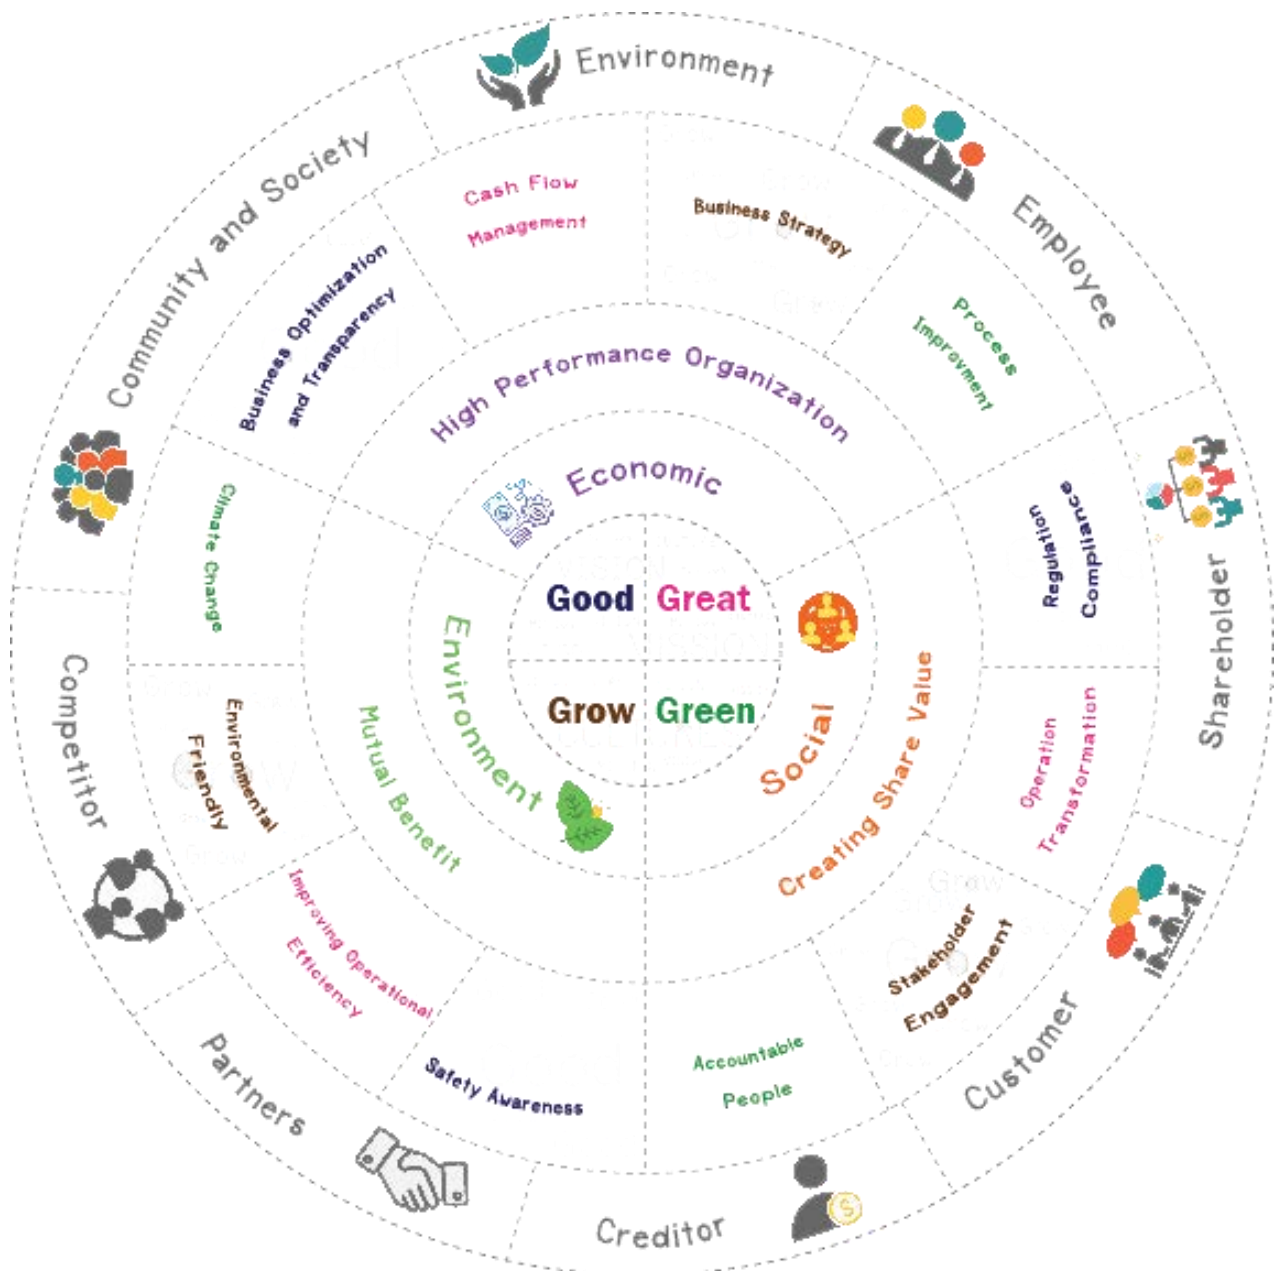 Environment
Employee
Shareholder
Customer
Creditor
Partners
Competitor
Community and Society
Cash Flow
Management
Business Strategy
Process
Improvment
Regulation
Compliance
Operation
Transformation
Stakeholder
Engagement
Accountable
People
Safety Awareness
Improving Operational
Efficiency
Environmental
Friendly
Climate Change
Business Optimization
and Transparency
High Performance Organization
Creating Share Value
Mutual Benefit
Economic
Social
Environment
Good
Great
Grow
Green